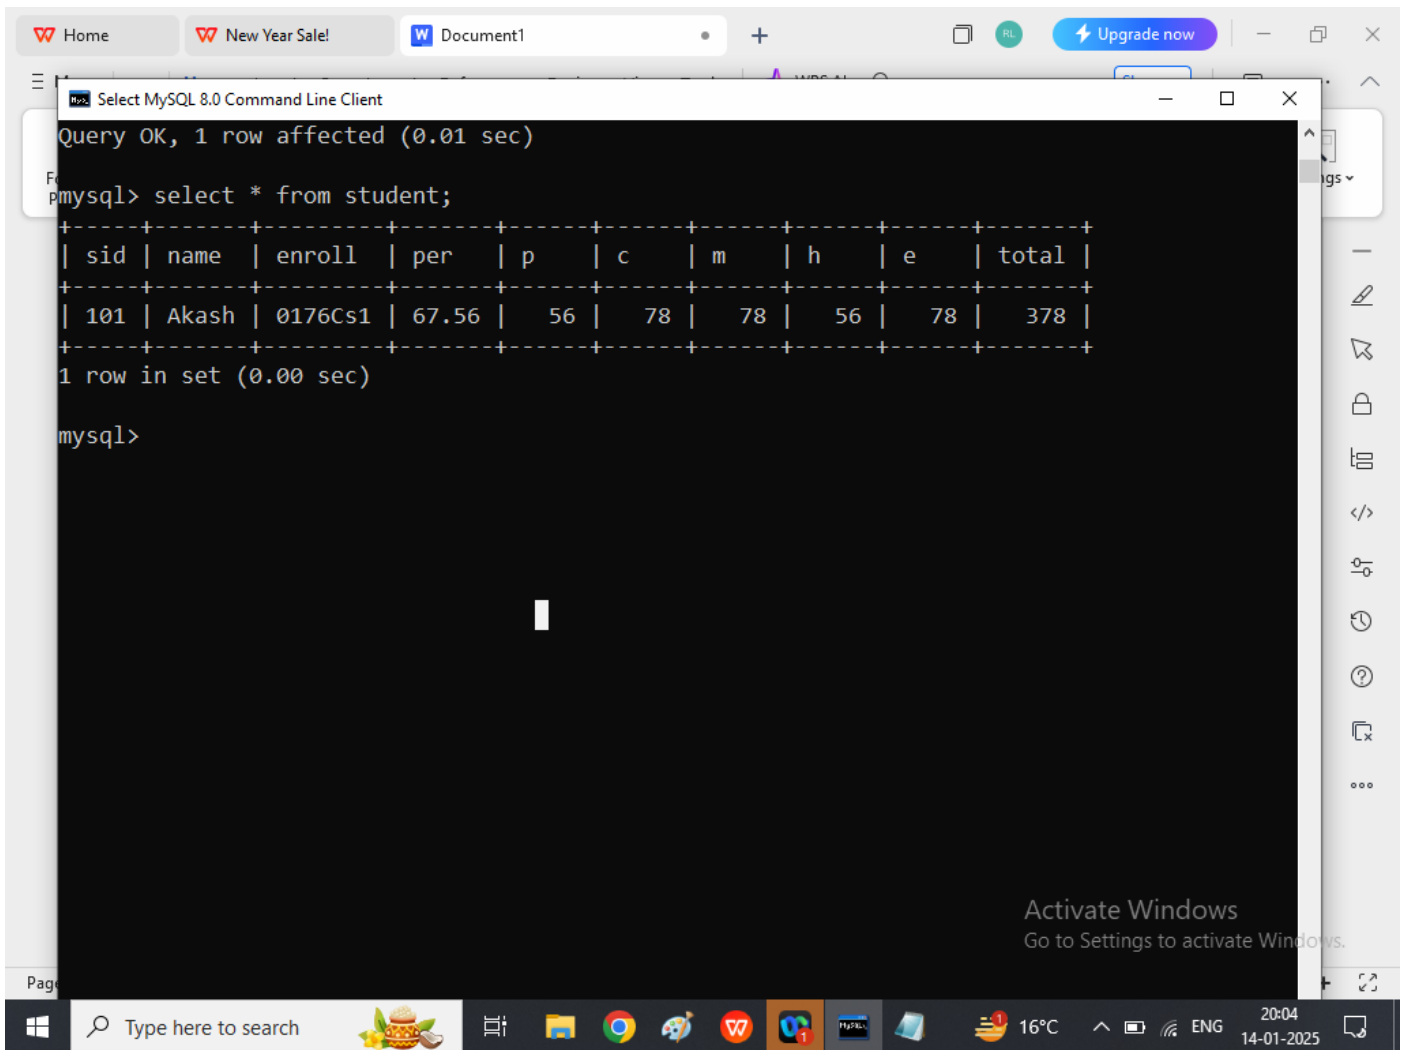 Home New Year Sale! Document1 RL Upgrade now
Select MySQL 8.0 Command Line Client
Query OK, 1 row affected (0.01 sec)
mysql> select * from student;
+-----+-------+---------+-------+------+------+------+------+------+-------+
| sid | name | enroll | per | p | c | m | h | e | total |
+-----+-------+---------+-------+------+------+------+------+------+-------+
| 101 | Akash | 0176Cs1 | 67.56 | 56 | 78 | 78 | 56 | 78 | 378 |
+-----+-------+---------+-------+------+------+------+------+------+-------+
1 row in set (0.00 sec)
mysql>
Activate Windows
Go to Settings to activate Windows.
Type here to search 16°C ENG 20:04
14-01-2025